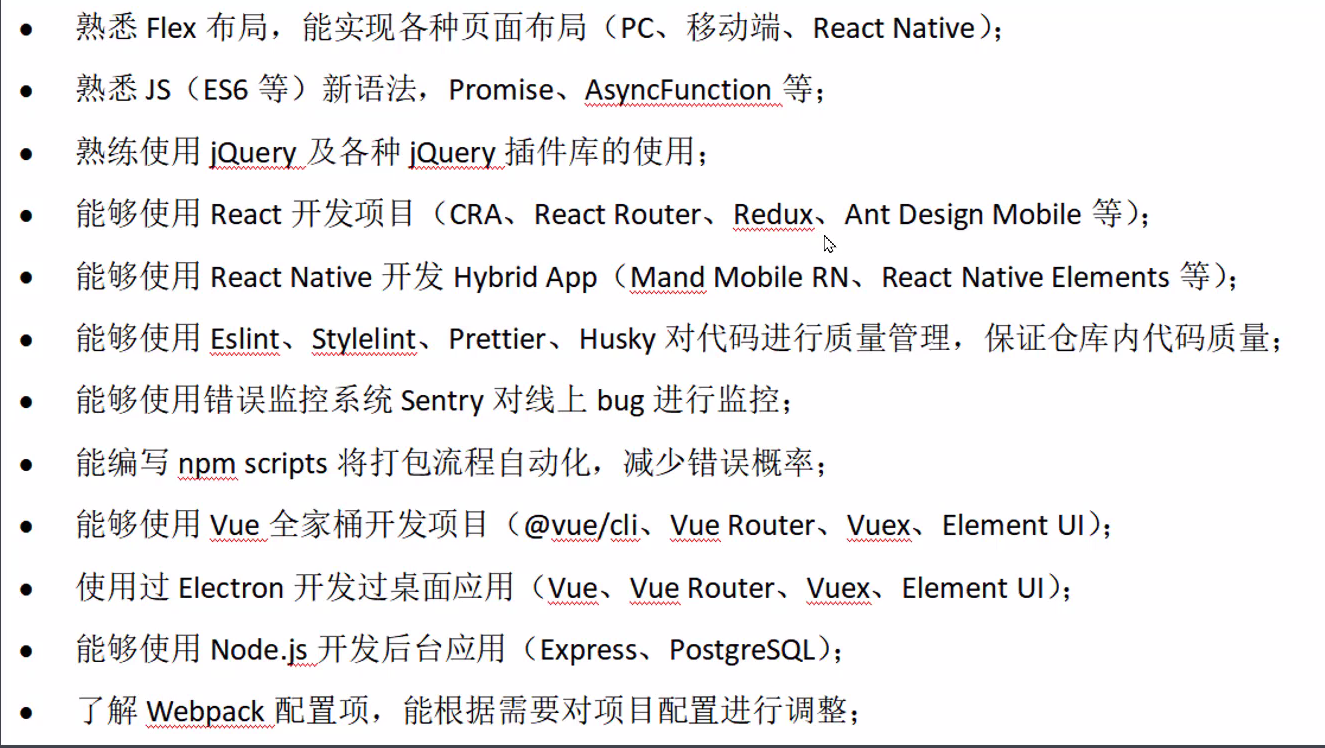 ● 熟悉 Flex 布局，能实现各种页面布局（PC、移动端、React Native）；
● 熟悉 JS（ES6 等）新语法，Promise、AsyncFunction 等；
● 熟练使用 jQuery 及各种 jQuery 插件库的使用；
● 能够使用 React 开发项目（CRA、React Router、Redux、Ant Design Mobile 等）；
● 能够使用 React Native 开发 Hybrid App（Mand Mobile RN、React Native Elements 等）；
● 能够使用 Eslint、Stylelint、Prettier、Husky 对代码进行质量管理，保证仓库内代码质量；
● 能够使用错误监控系统 Sentry 对线上 bug 进行监控；
● 能编写 npm scripts 将打包流程自动化，减少错误概率；
● 能够使用 Vue 全家桶开发项目（@vue/cli、Vue Router、Vuex、Element UI）；
● 使用过 Electron 开发过桌面应用（Vue、Vue Router、Vuex、Element UI）；
● 能够使用 Node.js 开发后台应用（Express、PostgreSQL）；
● 了解 Webpack 配置项，能根据需要对项目配置进行调整；